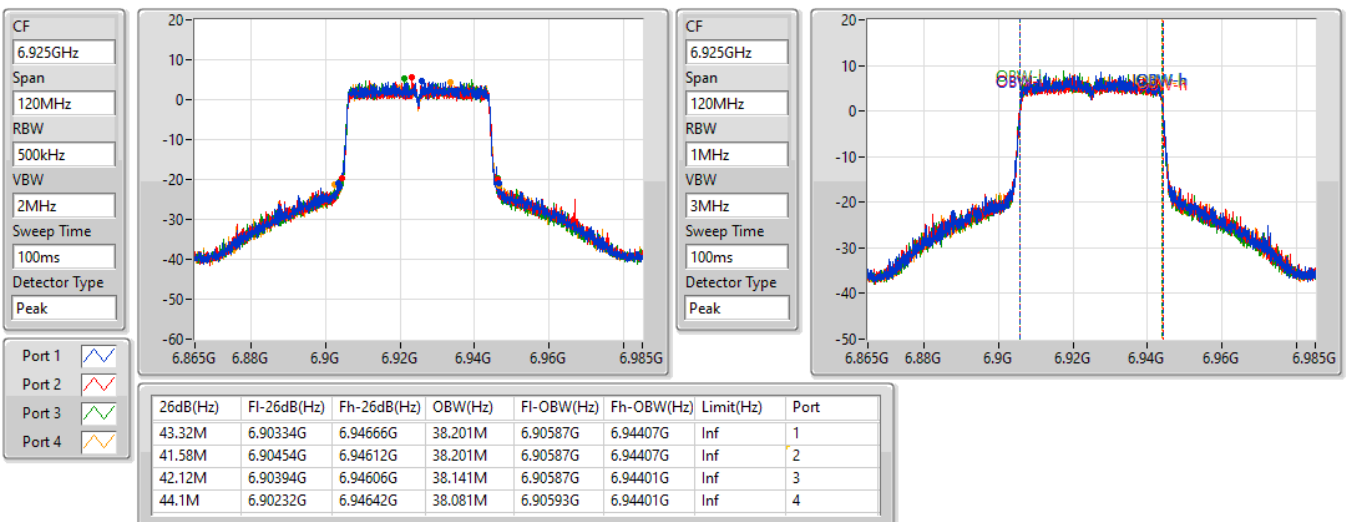 CF
6.925GHz
Span
120MHz
RBW
500kHz
VBW
2MHz
Sweep Time
100ms
Detector Type
Peak
20
10
0
-10
-20
-30
-40
-50
-60
6.865G 6.88G 6.9G 6.92G 6.94G 6.96G 6.985G
CF
6.925GHz
Span
120MHz
RBW
1MHz
VBW
3MHz
Sweep Time
100ms
Detector Type
Peak
20
10
0
-10
-20
-30
-40
-50
OBW-h
6.865G 6.88G 6.9G 6.92G 6.94G 6.96G 6.985G
Port 1
Port 2
Port 3
Port 4
26dB(Hz) Fl-26dB(Hz) Fh-26dB(Hz) OBW(Hz) Fl-OBW(Hz) Fh-OBW(Hz) Limit(Hz) Port
43.32M 6.90334G 6.94666G 38.201M 6.90587G 6.94407G Inf 1
41.58M 6.90454G 6.94612G 38.201M 6.90587G 6.94407G Inf 2
42.12M 6.90394G 6.94606G 38.141M 6.90587G 6.94401G Inf 3
44.1M 6.90232G 6.94642G 38.081M 6.90593G 6.94401G Inf 4